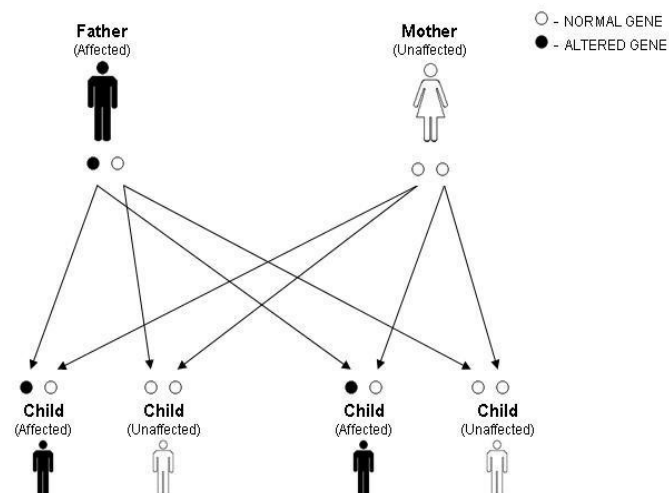 Father
(Affected)
Mother
(Unaffected)
- NORMAL GENE
- ALTERED GENE
Child
(Affected)
Child
(Unaffected)
Child
(Affected)
Child
(Unaffected)